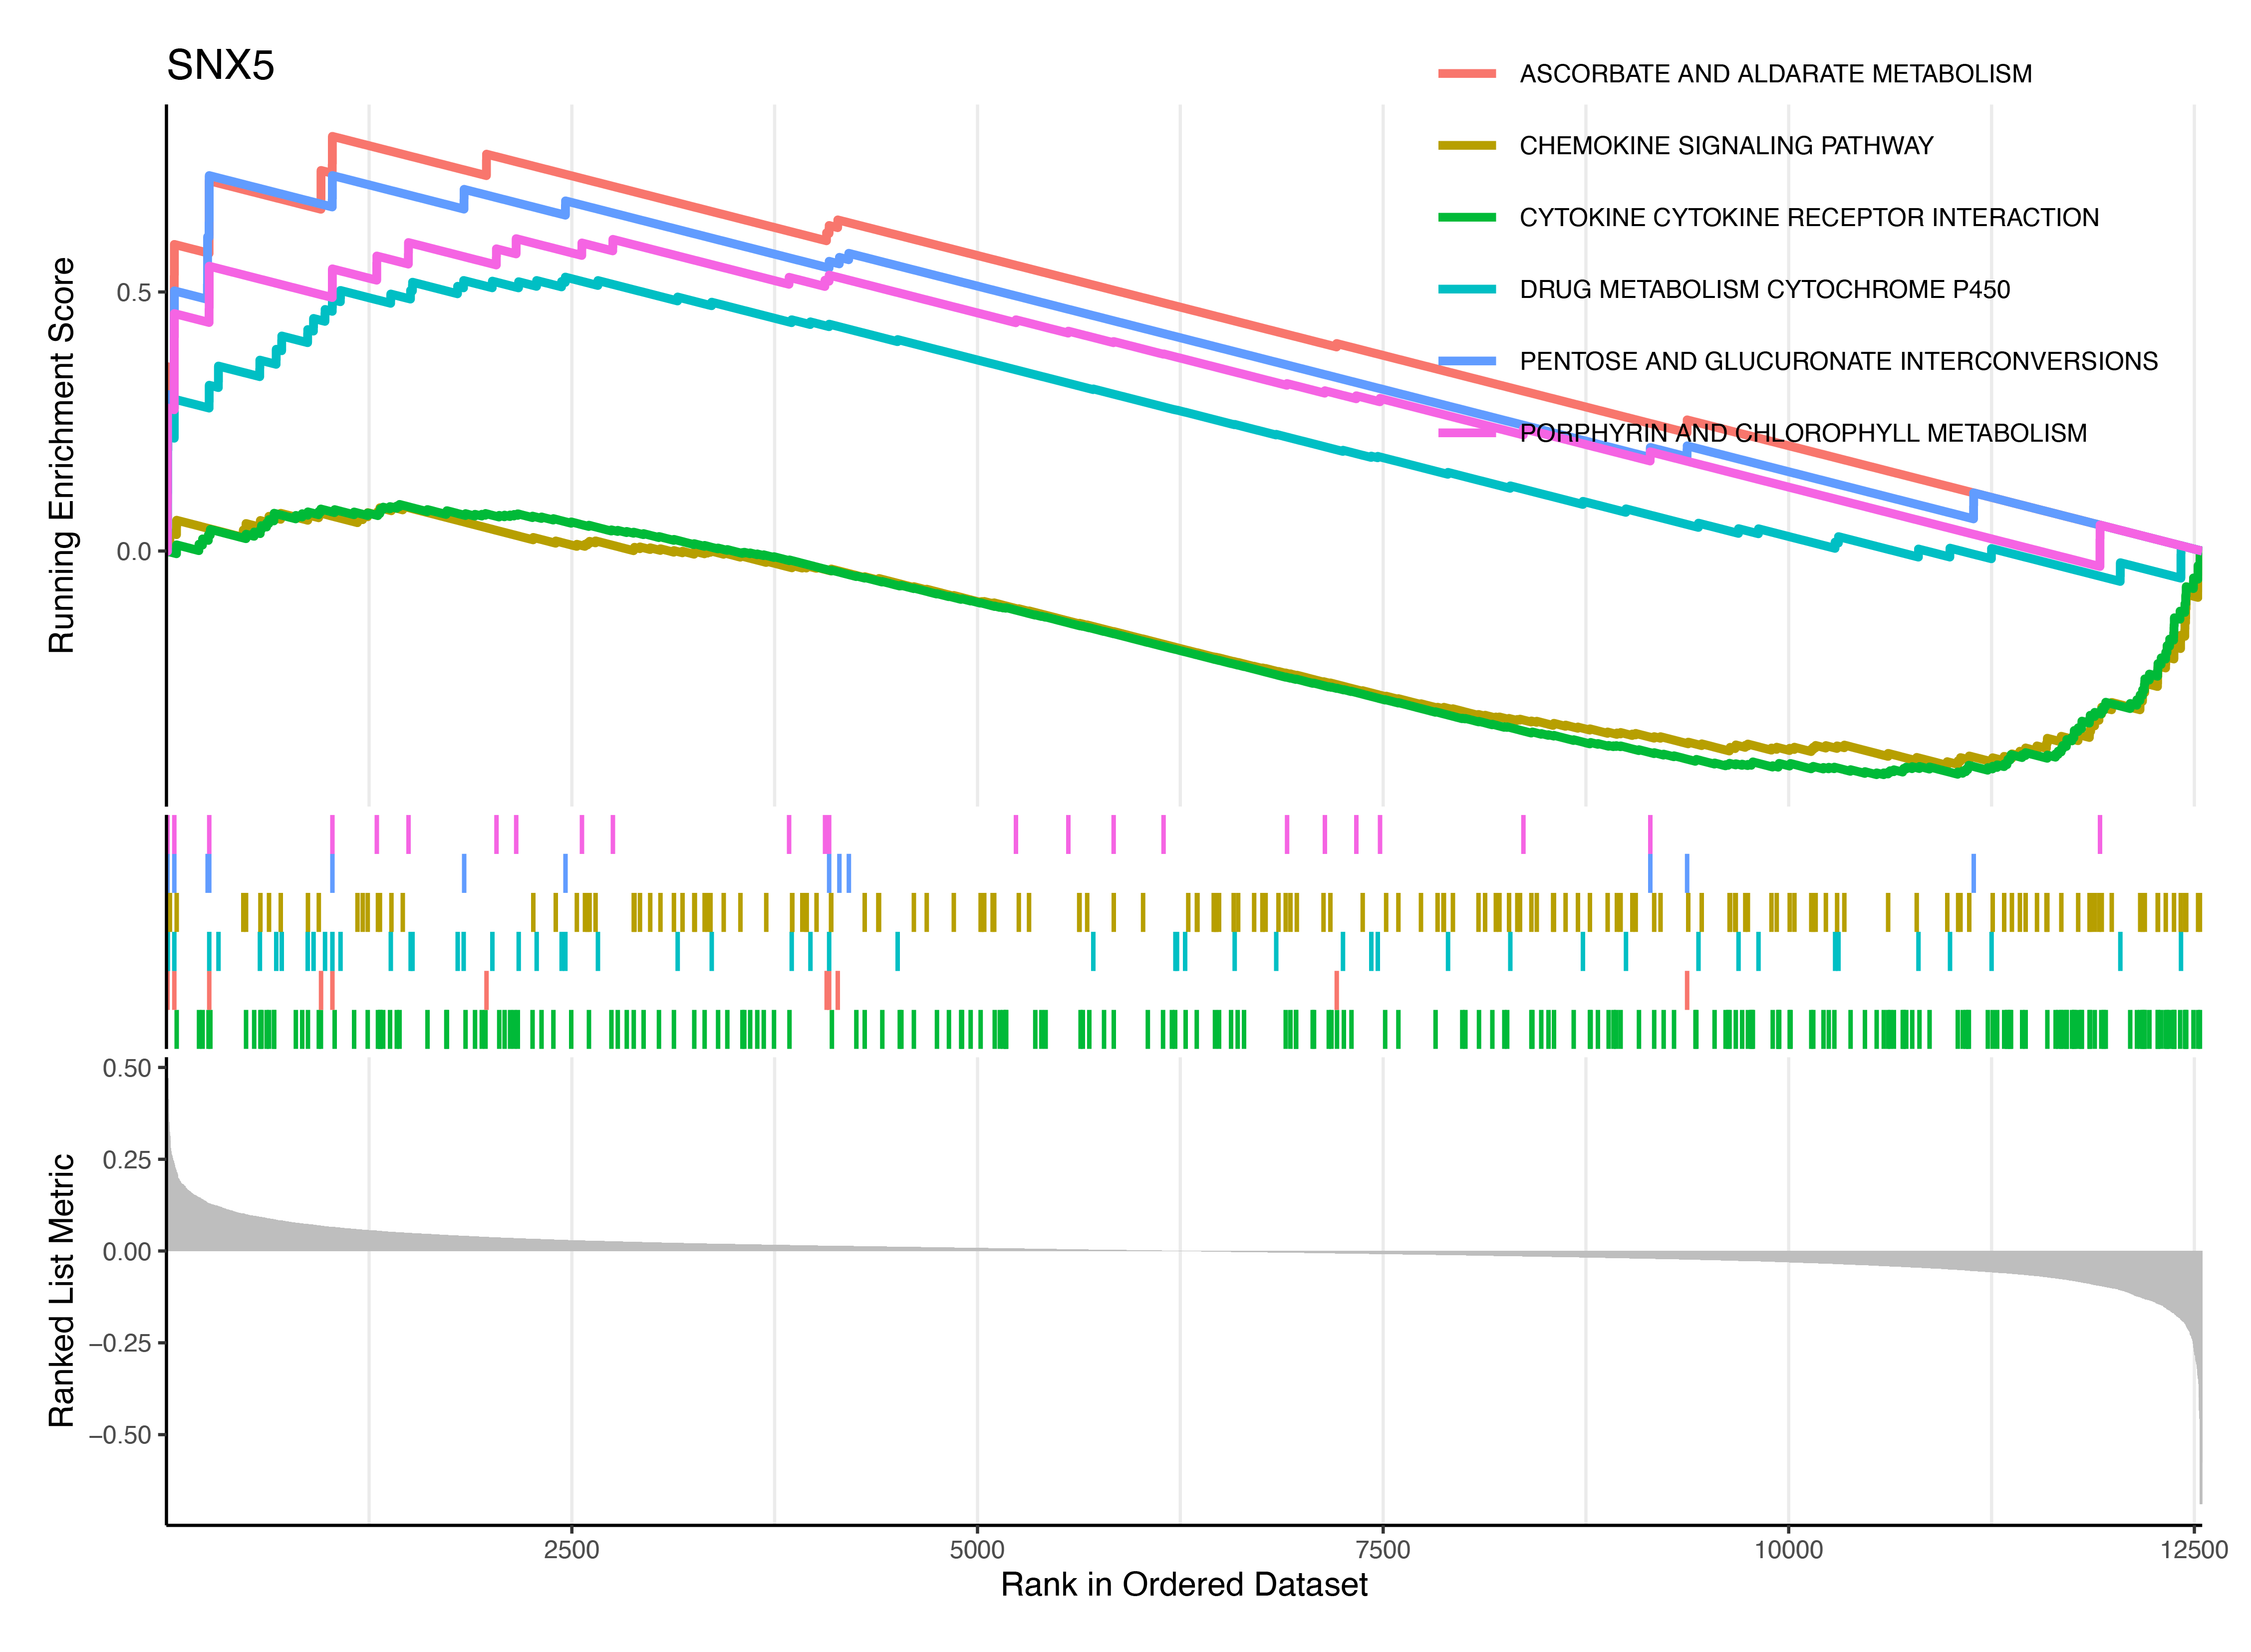 SNX5
ASCORBATE AND ALDARATE METABOLISM
CHEMOKINE SIGNALING PATHWAY
CYTOKINE CYTOKINE RECEPTOR INTERACTION
DRUG METABOLISM CYTOCHROME P450
PENTOSE AND GLUCURONATE INTERCONVERSIONS
PORPHYRIN AND CHLOROPHYLL METABOLISM
Running Enrichment Score
0.5
0.0
Ranked List Metric
0.50
0.25
0.00
−0.25
−0.50
2500 5000 7500 10000 12500
Rank in Ordered Dataset